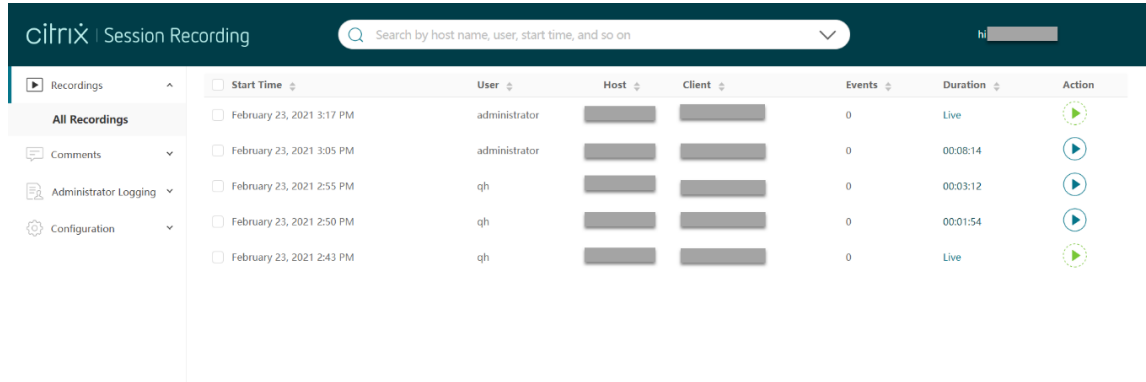 citrix | Session Recording
Search by host name, user, start time, and so on
hi
Recordings
All Recordings
Comments
Administrator Logging
Configuration
Start Time User Host Client Events Duration Action
February 23, 2021 3:17 PM administrator 0 Live
February 23, 2021 3:05 PM administrator 0 00:08:14
February 23, 2021 2:55 PM qh 0 00:03:12
February 23, 2021 2:50 PM qh 0 00:01:54
February 23, 2021 2:43 PM qh 0 Live